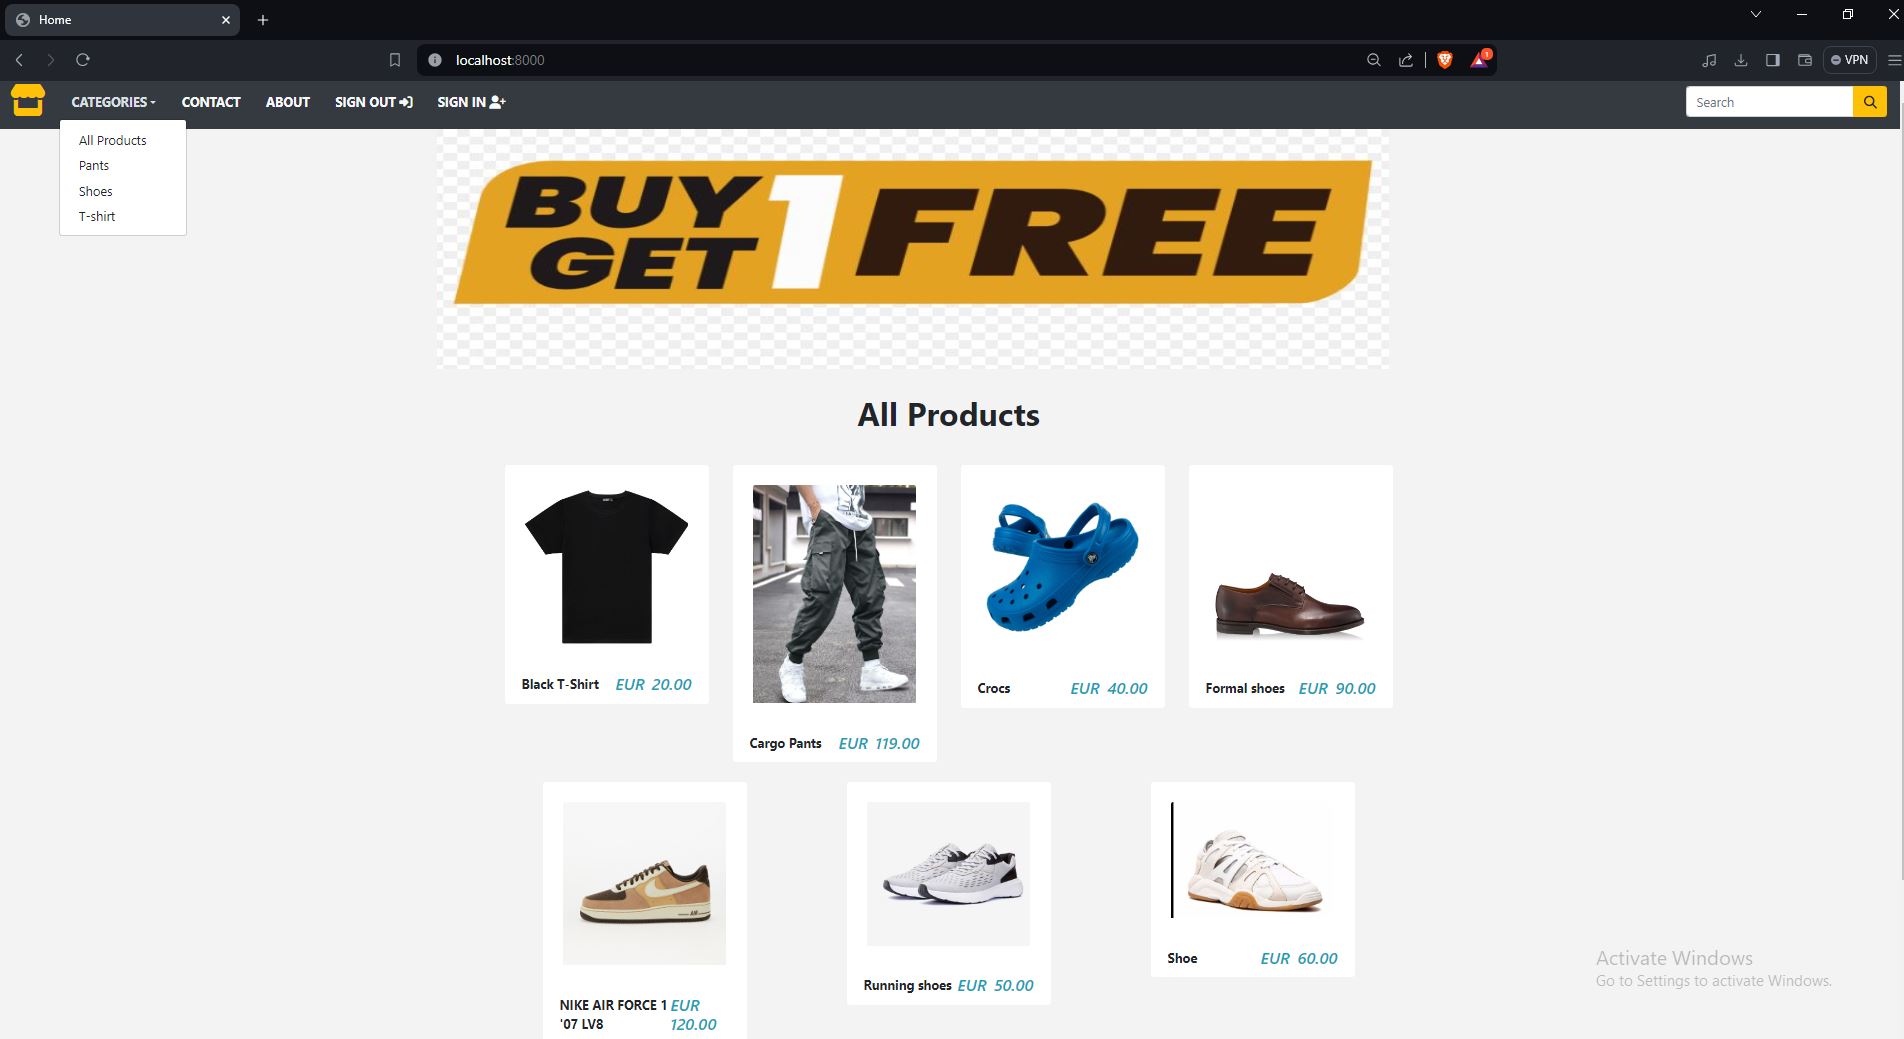 Home
localhost:8000
1
VPN
CATEGORIES
CONTACT
ABOUT
SIGN OUT
SIGN IN
Search
All Products
Pants
Shoes
T-shirt
BUY 1 FREE
GET
All Products
Black T-Shirt EUR 20.00
Cargo Pants EUR 119.00
Crocs EUR 40.00
Formal shoes EUR 90.00
NIKE AIR FORCE 1 EUR
'07 LV8 120.00
AIR
Running shoes EUR 50.00
Shoe EUR 60.00
Activate Windows
Go to Settings to activate Windows.